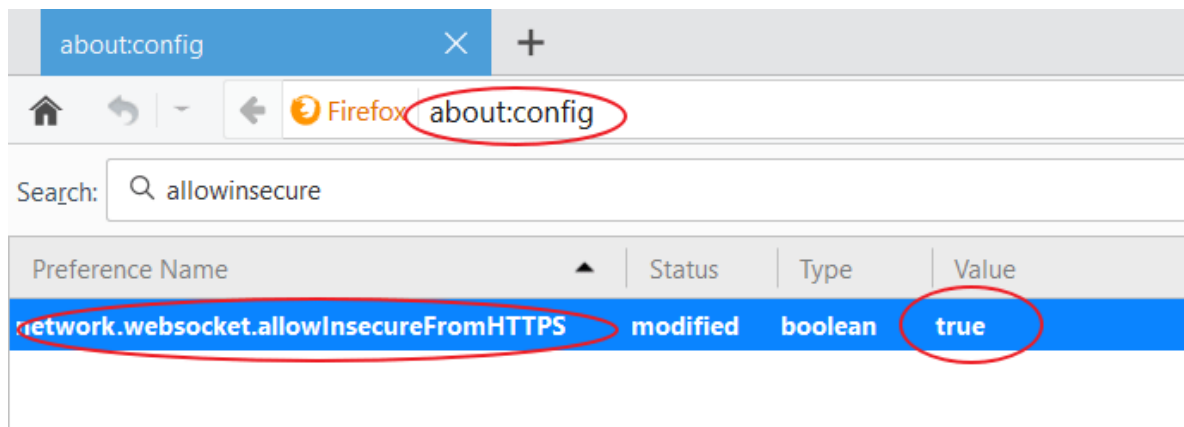 about:config
Firefox about:config
Search: allowinsecure
Preference Name Status Type Value
network.websocket.allowInsecureFromHTTPS modified boolean true